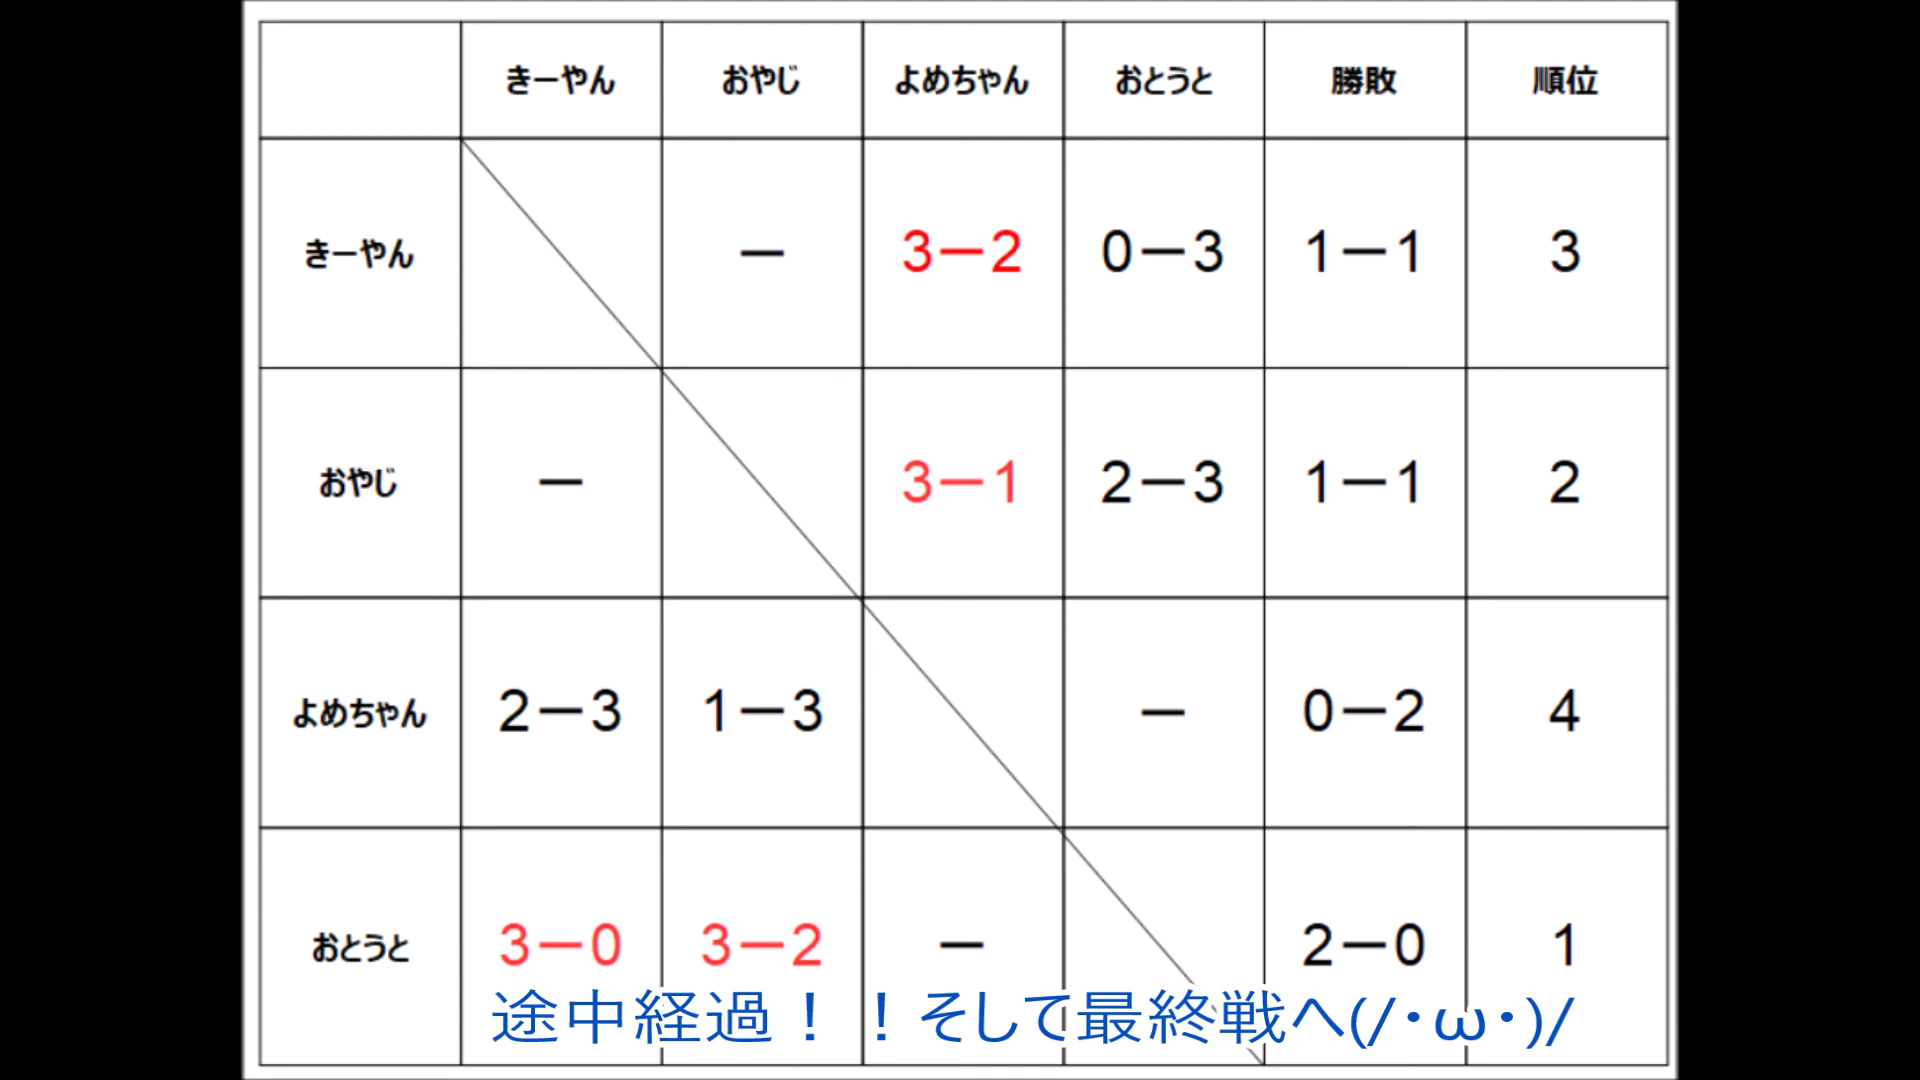 きーやん おやじ よめちゃん おとうと 勝敗 順位
きーやん ー 3ー2 0ー3 1ー1 3
おやじ ー 3ー1 2ー3 1ー1 2
よめちゃん 2ー3 1ー3 ー 0ー2 4
おとうと 3ー0 3ー2 ー 2ー0 1
途中経過！！そして最終戦へ(/･ω･)/